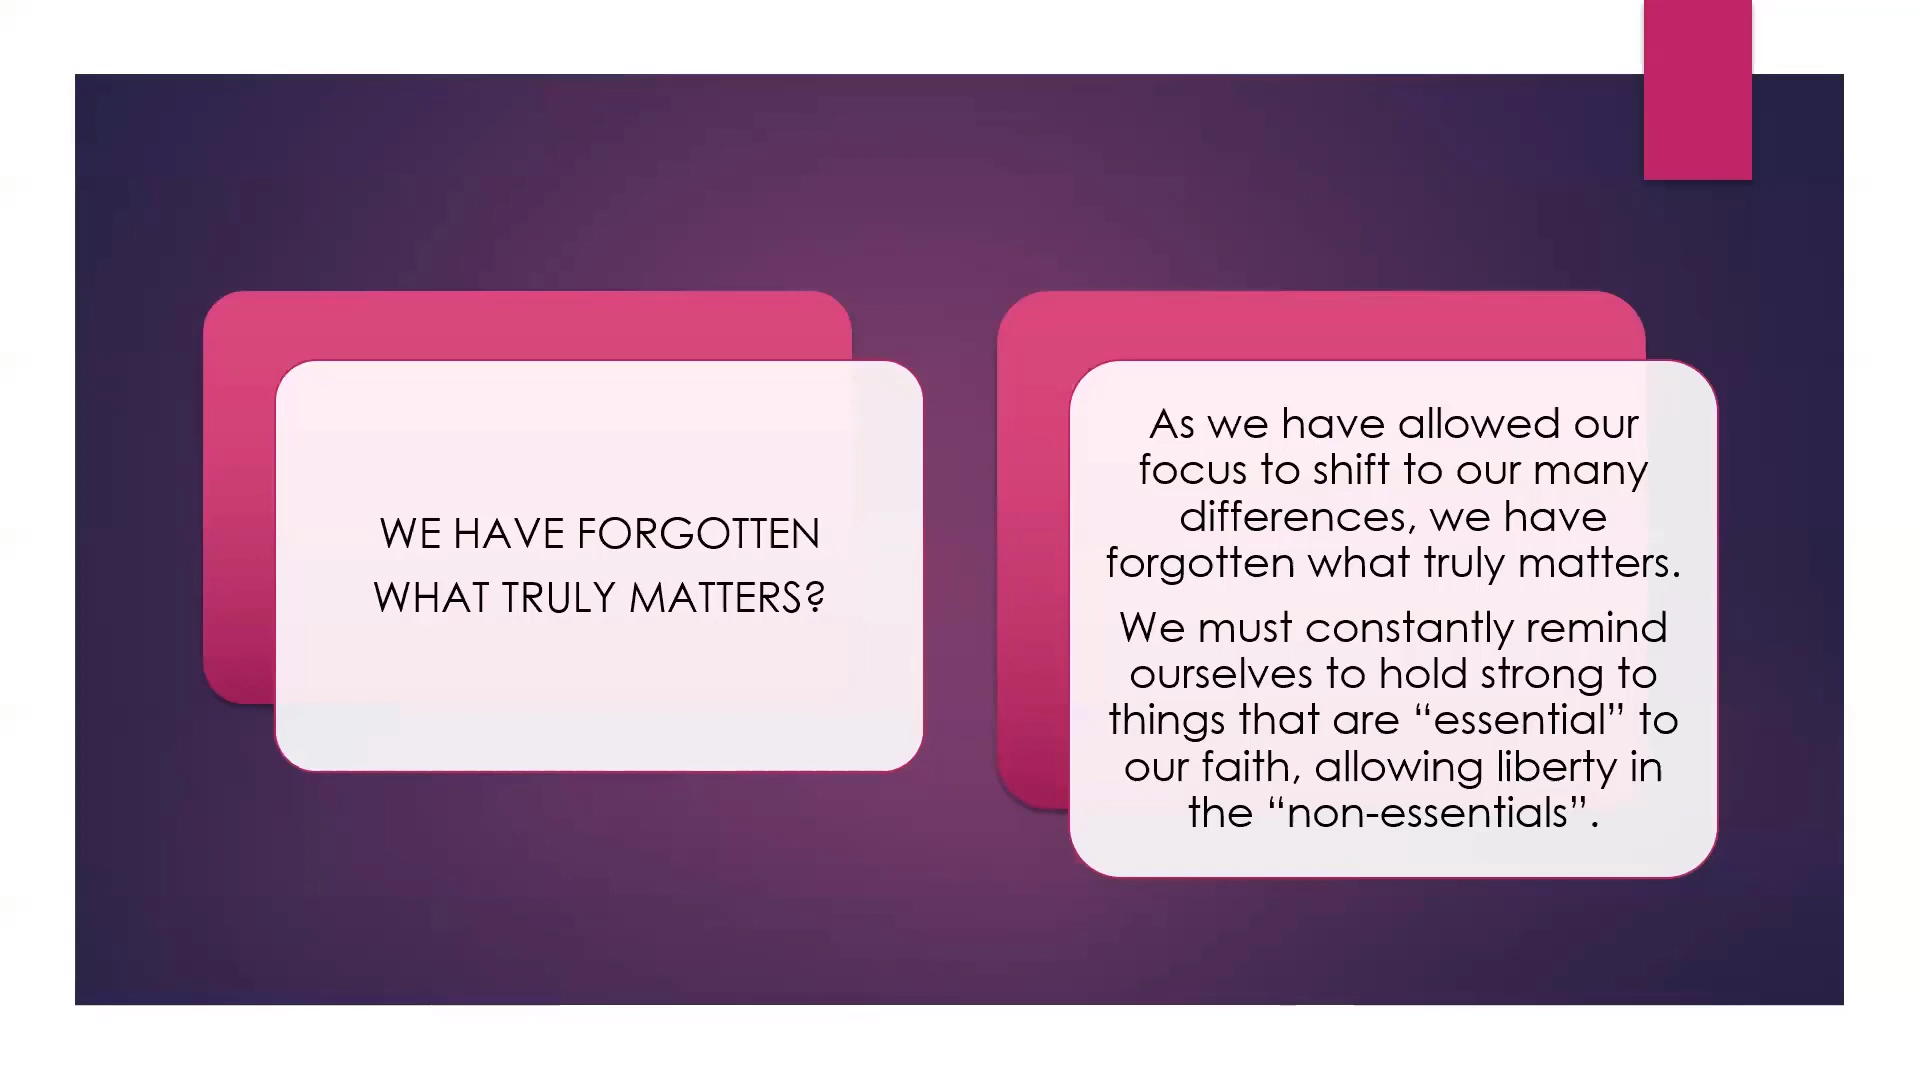 WE HAVE FORGOTTEN
WHAT TRULY MATTERS?
As we have allowed our
focus to shift to our many
differences, we have
forgotten what truly matters.
We must constantly remind
ourselves to hold strong to
things that are “essential” to
our faith, allowing liberty in
the “non-essentials”.